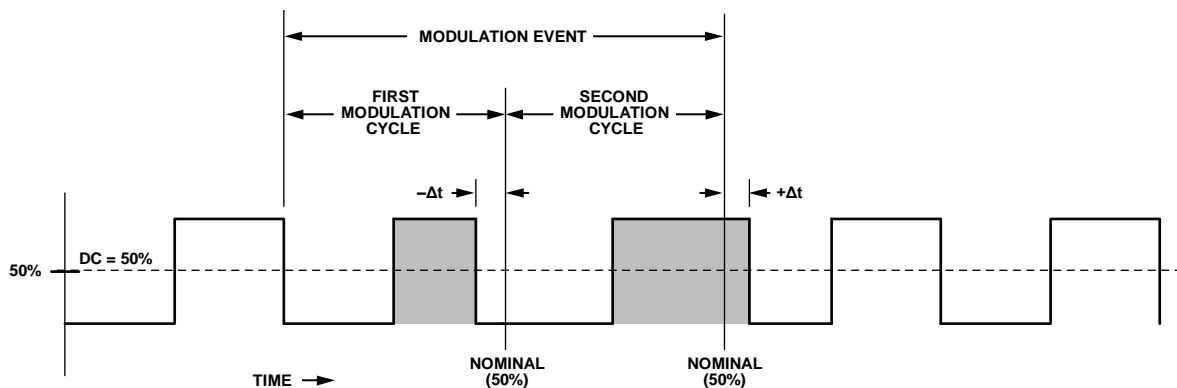 MODULATION EVENT
FIRST
MODULATION
CYCLE
SECOND
MODULATION
CYCLE
–Δt
+Δt
50%
DC = 50%
NOMINAL
(50%)
NOMINAL
(50%)
TIME